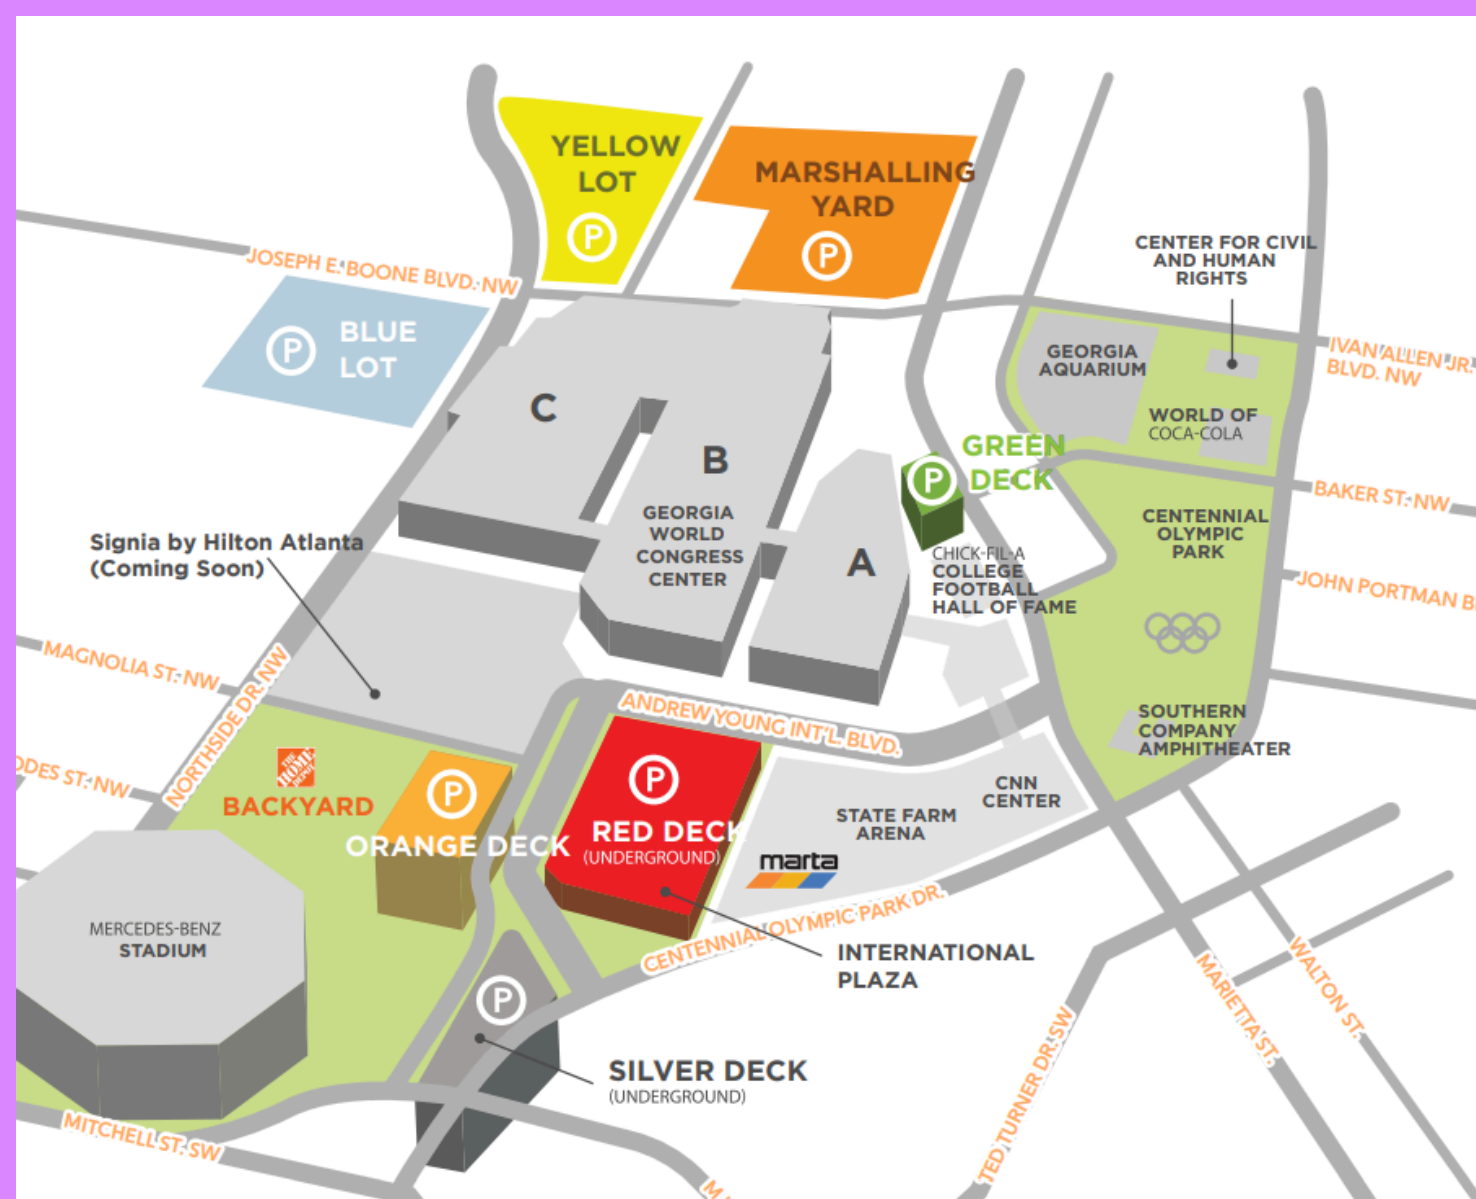 YELLOW
LOT
P
MARSHALLING
YARD
P
CENTER FOR CIVIL
AND HUMAN
RIGHTS
JOSEPH E. BOONE BLVD. NW
P
BLUE
LOT
GEORGIA
AQUARIUM
IVAN ALLEN JR.
BLVD. NW
WORLD OF
COCA-COLA
C
B
GREEN
DECK
P
BAKER ST. NW
GEORGIA
WORLD
CONGRESS
CENTER
CENTENNIAL
OLYMPIC
PARK
Signia by Hilton Atlanta
(Coming Soon)
A
CHICK-FIL-A
COLLEGE
FOOTBALL
HALL OF FAME
JOHN PORTMAN
MAGNOLIA ST. NW
NORTHSIDE DR. NW
ANDREW YOUNG INT'L. BLVD.
SOUTHERN
COMPANY
AMPHITHEATER
THE
HOME
DEPOT
BACKYARD
P
ORANGE DECK
P
RED DECK
(UNDERGROUND)
CNN
CENTER
STATE FARM
ARENA
marta
ST. NW
MERCEDES-BENZ
STADIUM
CENTENNIAL OLYMPIC PARK DR.
INTERNATIONAL
PLAZA
P
SILVER DECK
(UNDERGROUND)
MITCHELL ST. SW
TED TURNER DR. SW
MARIETTA ST.
WALTON ST.